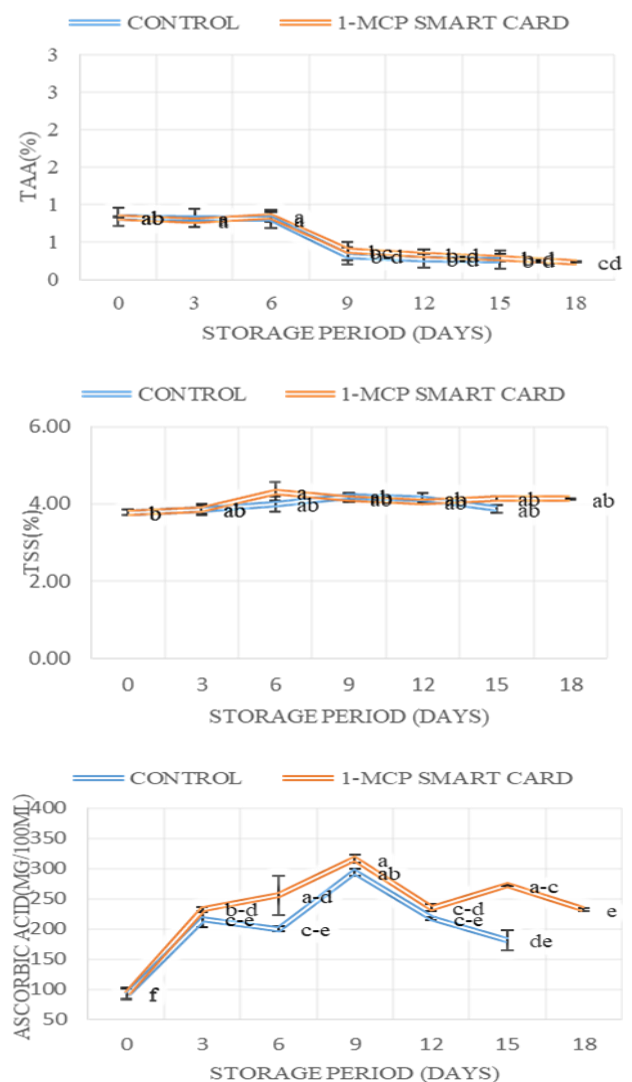 CONTROL 1-MCP SMART CARD
3
3
2
2
1
1
0
TAA(%)
ab a a
a a
bc b-d b-d cd
b-d b-d b-d
0 3 6 9 12 15 18
STORAGE PERIOD (DAYS)
CONTROL 1-MCP SMART CARD
6.00
4.00
2.00
0.00
TSS(%)
b ab a ab ab ab ab
ab ab ab ab ab
0 3 6 9 12 15 18
STORAGE PERIOD (DAYS)
CONTROL 1-MCP SMART CARD
400
350
300
250
200
150
100
50
ASCORBIC ACID(MG/100ML)
a
ab
a-d a-c
b-d c-d e
c-e c-e c-e
de
f
0 3 6 9 12 15 18
STORAGE PERIOD (DAYS)